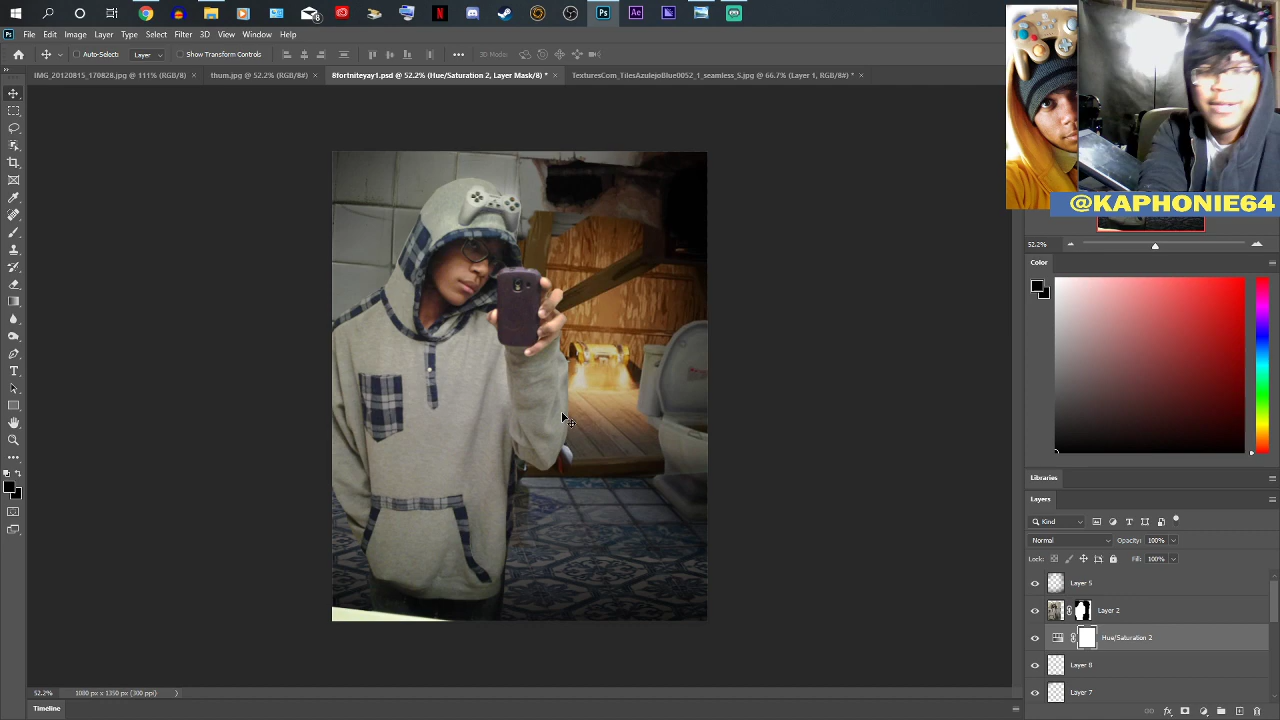 8
File Edit Image Layer Type Select Filter 3D View Window Help
Auto-Select: Layer Show Transform Controls 3D Mode:
IMG_20120815_170828.jpg @ 111% (RGB/8) × thum.jpg @ 52.2% (RGB/8#) × 8fortniteyay1.psd @ 52.2% (Hue/Saturation 2, Layer Mask/8) * × TexturesCom_TilesAzulejoBlue0052_1_seamless_S.jpg @ 66.7% (Layer 1, RGB/8#) * ×
@KAPHONIE64
52.2%
Color
Libraries
Layers
Kind
Normal Opacity: 100%
Lock: Fill: 100%
Layer 5
Layer 2
Hue/Saturation 2
Layer 8
Layer 7
52.2% 1080 px x 1350 px (300 ppi)
Timeline